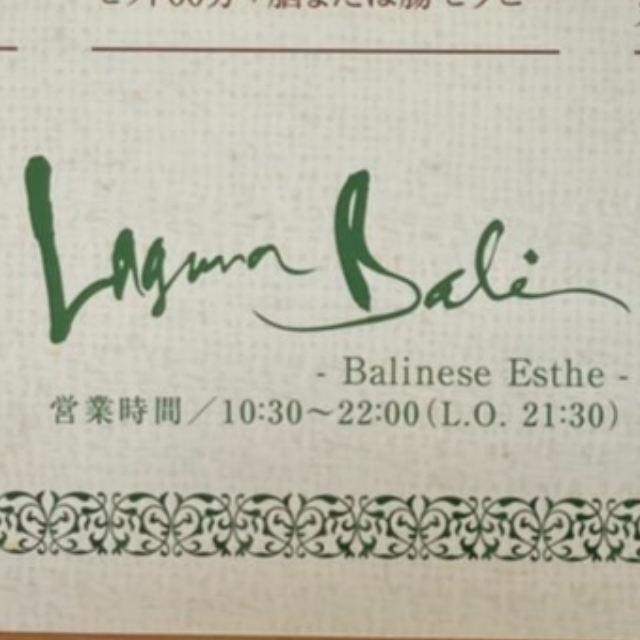 Laguna Bali
- Balinese Esthe -
営業時間／10:30～22:00（L.O. 21:30）